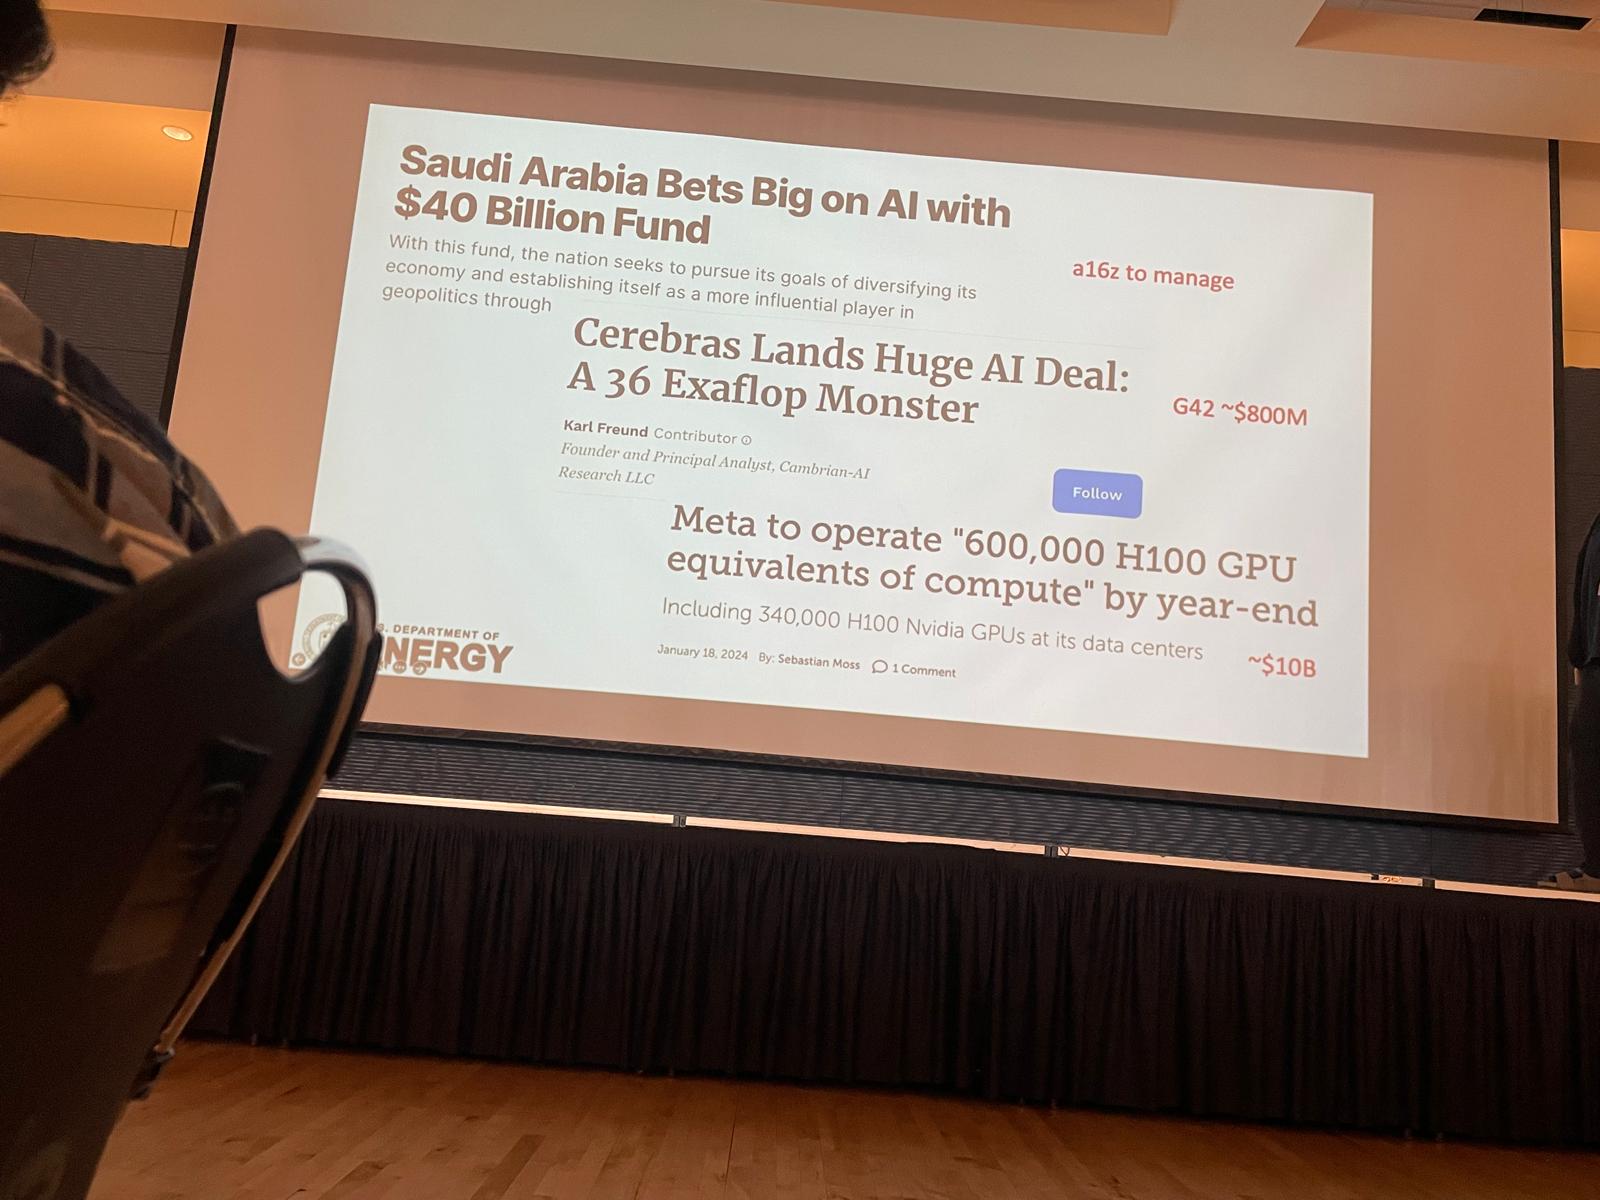 Saudi Arabia Bets Big on AI with
$40 Billion Fund
With this fund, the nation seeks to pursue its goals of diversifying its
economy and establishing itself as a more influential player in
geopolitics through
a16z to manage
Cerebras Lands Huge AI Deal:
A 36 Exaflop Monster
G42 ~$800M
Karl Freund Contributor
Founder and Principal Analyst, Cambrian-AI
Research LLC
Follow
Meta to operate "600,000 H100 GPU
equivalents of compute" by year-end
Including 340,000 H100 Nvidia GPUs at its data centers
January 18, 2024 By: Sebastian Moss 1 Comment
~$10B
. DEPARTMENT OF
NERGY